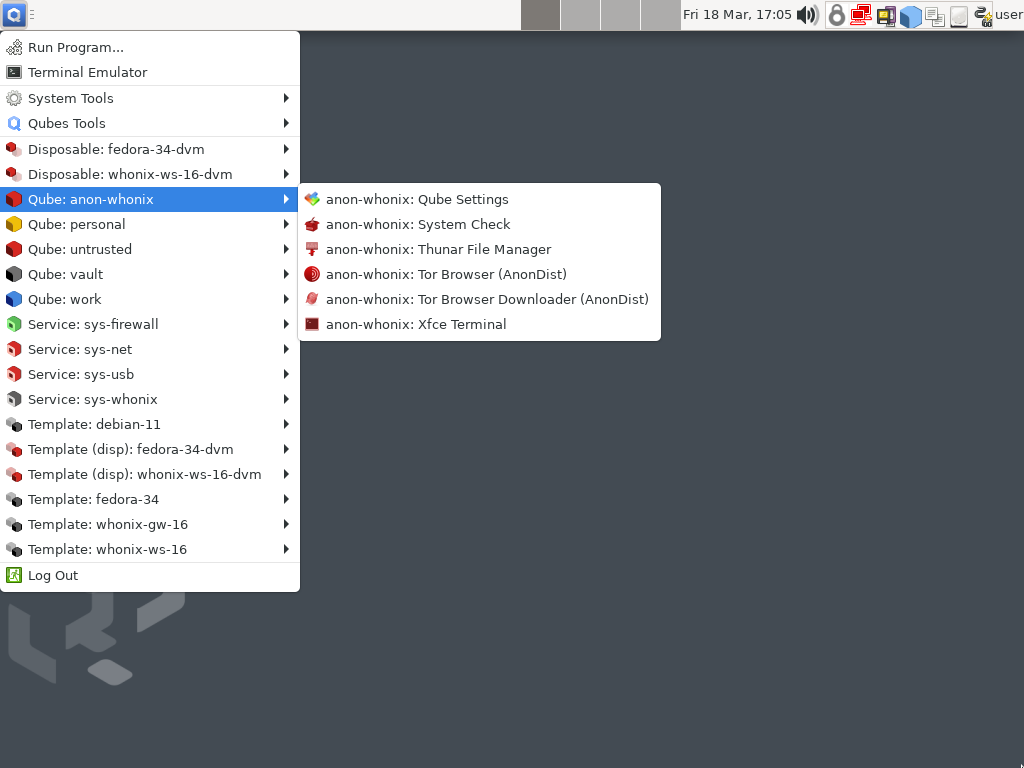 Fri 18 Mar, 17:05
user
Run Program...
Terminal Emulator
System Tools
Qubes Tools
Disposable: fedora-34-dvm
Disposable: whonix-ws-16-dvm
Qube: anon-whonix
Qube: personal
Qube: untrusted
Qube: vault
Qube: work
Service: sys-firewall
Service: sys-net
Service: sys-usb
Service: sys-whonix
Template: debian-11
Template (disp): fedora-34-dvm
Template (disp): whonix-ws-16-dvm
Template: fedora-34
Template: whonix-gw-16
Template: whonix-ws-16
Log Out
anon-whonix: Qube Settings
anon-whonix: System Check
anon-whonix: Thunar File Manager
anon-whonix: Tor Browser (AnonDist)
anon-whonix: Tor Browser Downloader (AnonDist)
anon-whonix: Xfce Terminal